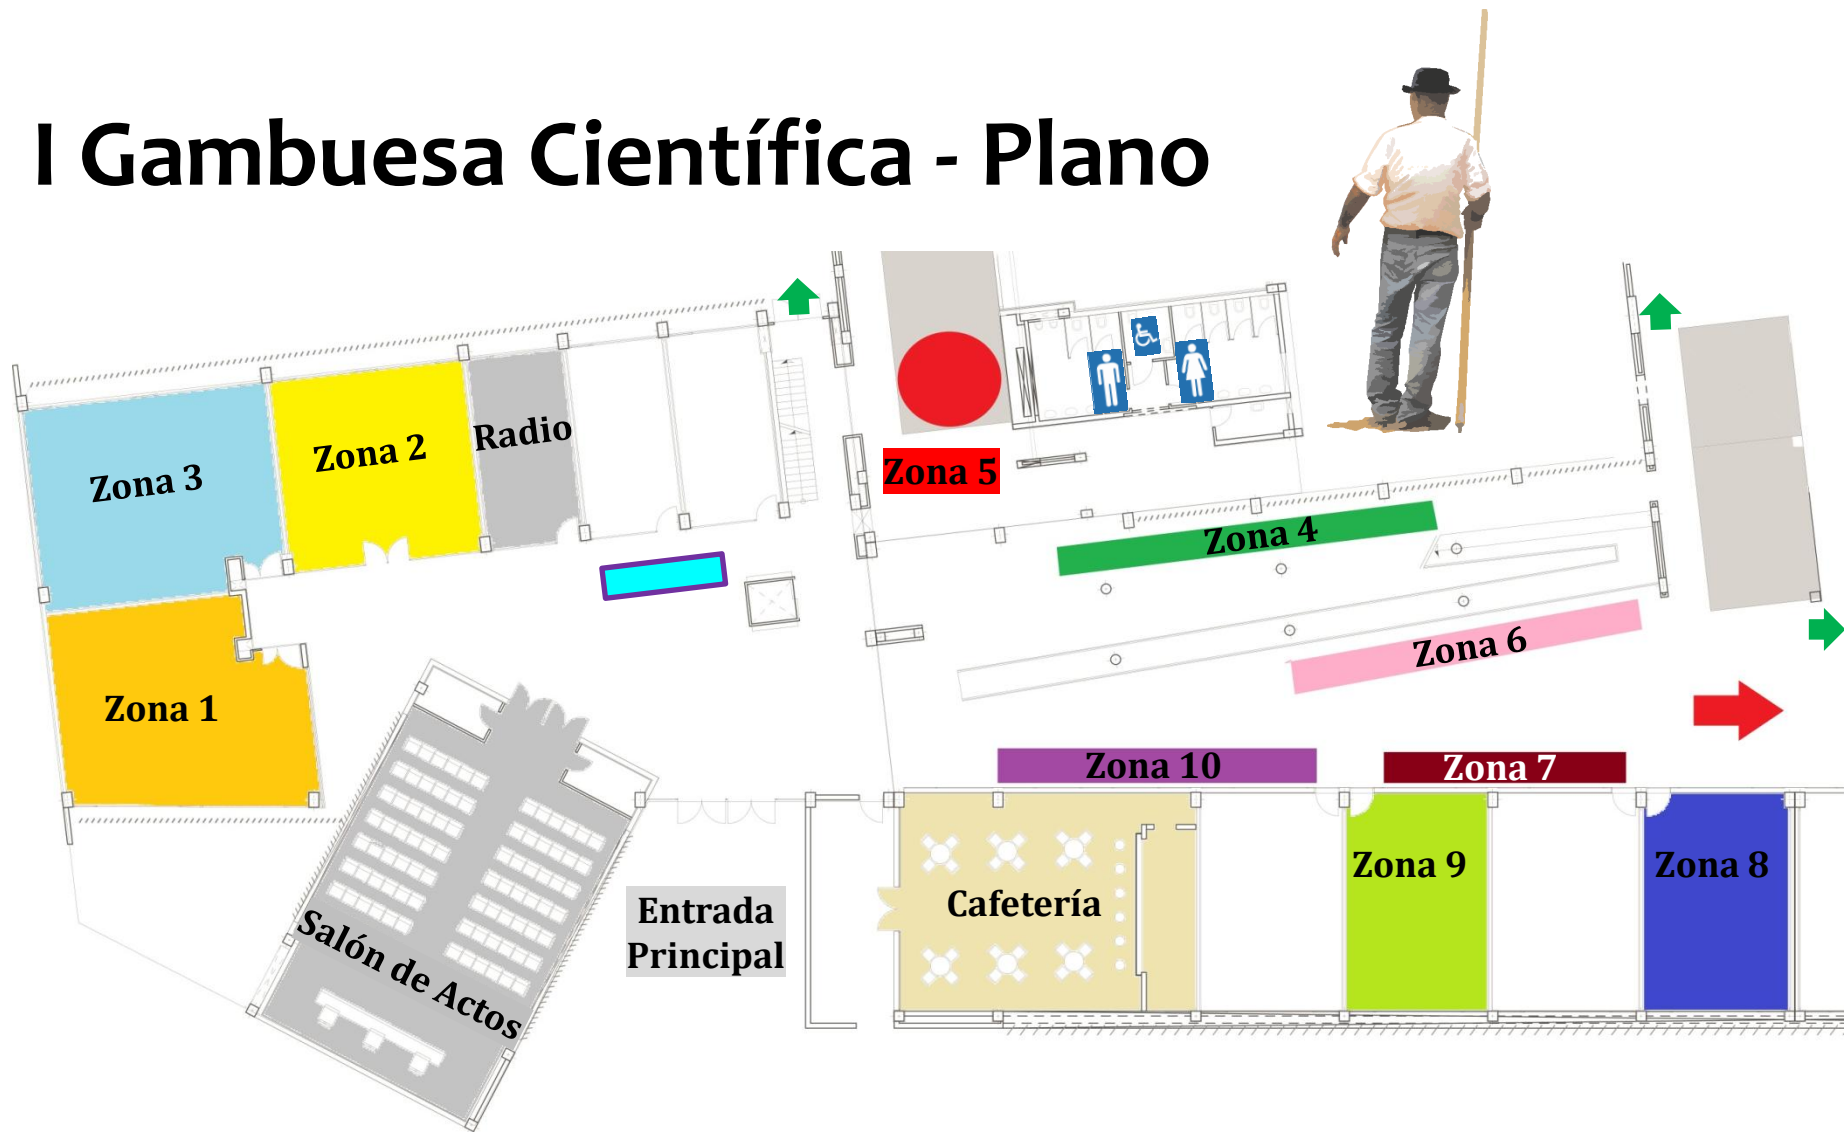 I Gambuesa Científica - Plano
Zona 3
Zona 2
Radio
Zona 5
Zona 4
Zona 6
Zona 1
Zona 10
Zona 7
Zona 9
Zona 8
Cafetería
Entrada
Principal
Salón de Actos